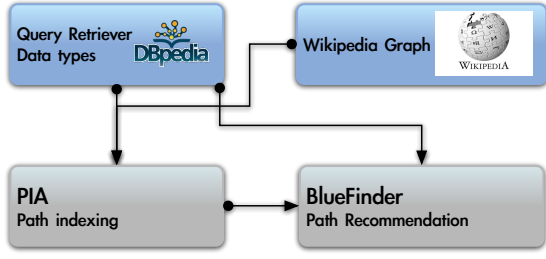 Query Retriever
Data types
DBpedia
Wikipedia Graph
WIKIPEDIA
PIA
Path indexing
BlueFinder
Path Recommendation